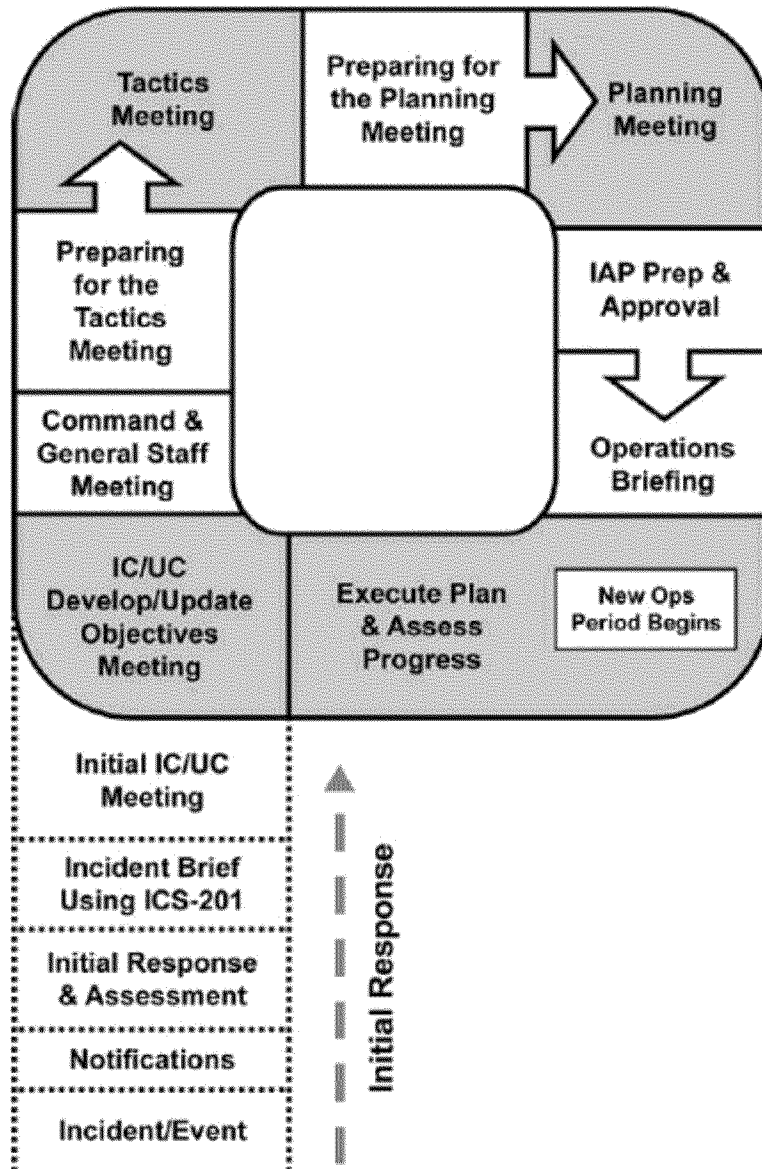 Tactics
Meeting
Preparing for
the Planning
Meeting
Planning
Meeting
Preparing
for the
Tactics
Meeting
IAP Prep &
Approval
Command &
General Staff
Meeting
Operations
Briefing
IC/UC
Develop/Update
Objectives
Meeting
Execute Plan
& Assess
Progress
New Ops
Period Begins
Initial IC/UC
Meeting
Incident Brief
Using ICS-201
Initial Response
& Assessment
Notifications
Incident/Event
Initial Response